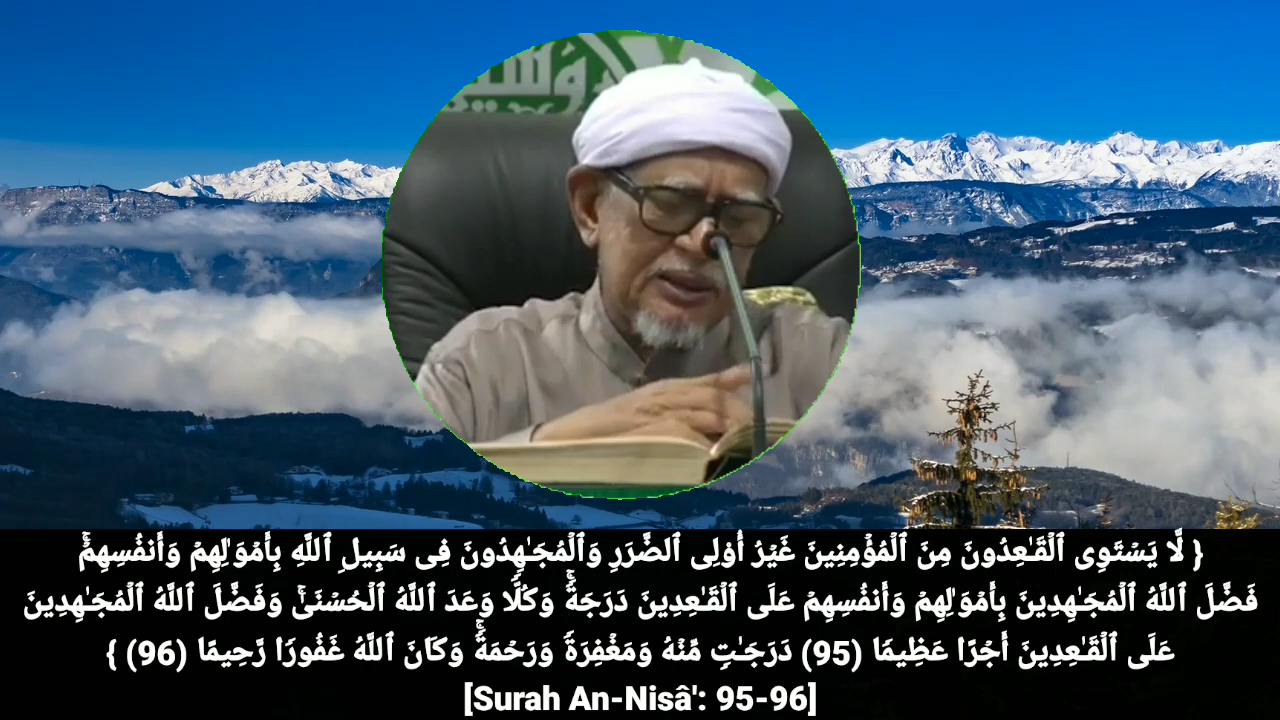 { لَّا يَسْتَوِى ٱلْقَـٰعِدُونَ مِنَ ٱلْمُؤْمِنِينَ غَيْرُ أُو۟لِى ٱلضَّرَرِ وَٱلْمُجَـٰهِدُونَ فِى سَبِيلِ ٱللَّهِ بِأَمْوَٰلِهِمْ وَأَنفُسِهِمْ ۚ
فَضَّلَ ٱللَّهُ ٱلْمُجَـٰهِدِينَ بِأَمْوَٰلِهِمْ وَأَنفُسِهِمْ عَلَى ٱلْقَـٰعِدِينَ دَرَجَةً ۚ وَكُلًّا وَعَدَ ٱللَّهُ ٱلْحُسْنَىٰ ۚ وَفَضَّلَ ٱللَّهُ ٱلْمُجَـٰهِدِينَ
عَلَى ٱلْقَـٰعِدِينَ أَجْرًا عَظِيمًا (95) دَرَجَـٰتٍ مِّنْهُ وَمَغْفِرَةً وَرَحْمَةً ۚ وَكَانَ ٱللَّهُ غَفُورًا رَّحِيمًا (96) }
[Surah An-Nisâ': 95-96]